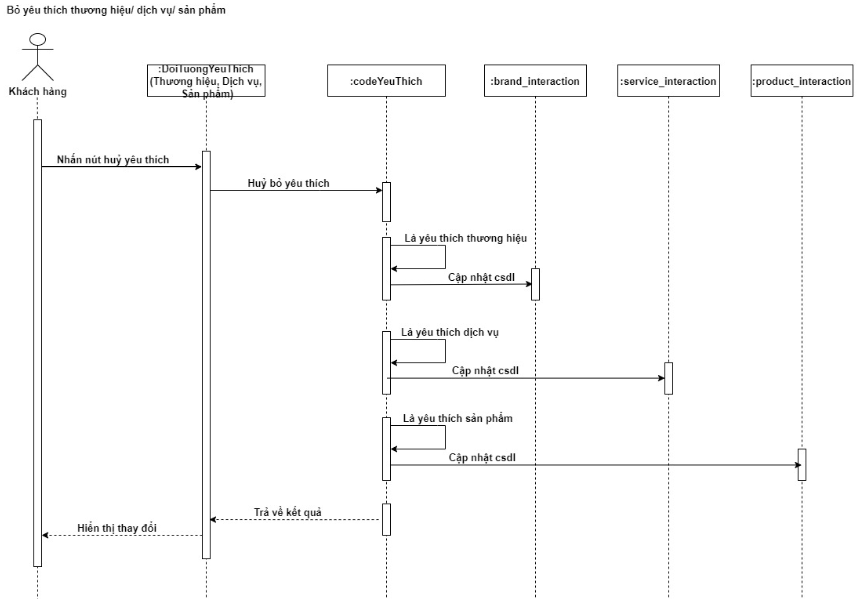 Bỏ yêu thích thương hiệu/ dịch vụ/ sản phẩm
Khách hàng
:DoiTuongYeuThich
(Thương hiệu, Dịch vụ,
Sản phẩm)
:codeYeuThich
:brand_interaction
:service_interaction
:product_interaction
Nhấn nút huỷ yêu thích
Huỷ bỏ yêu thích
Là yêu thích thương hiệu
Cập nhật csdl
Là yêu thích dịch vụ
Cập nhật csdl
Là yêu thích sản phẩm
Cập nhật csdl
Trả về kết quả
Hiển thị thay đổi